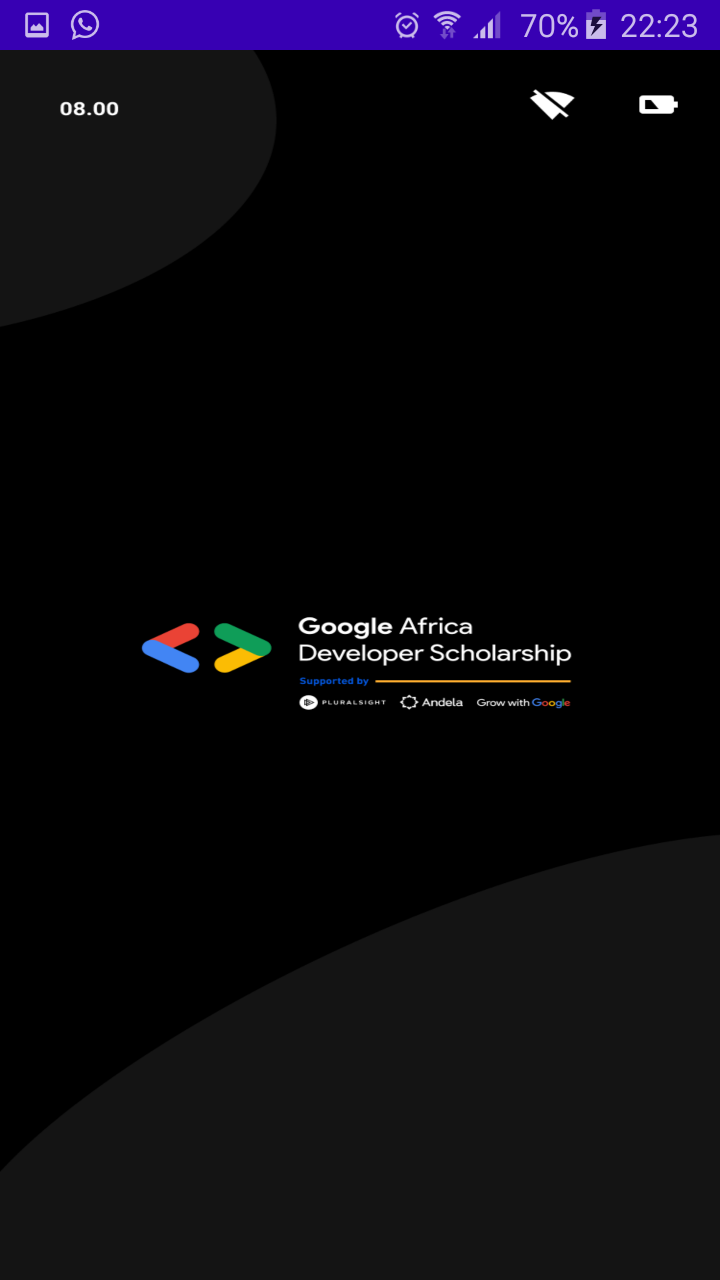 70% 22:23
08.00
Google Africa
Developer Scholarship
Supported by
PLURALSIGHT Andela Grow with Google